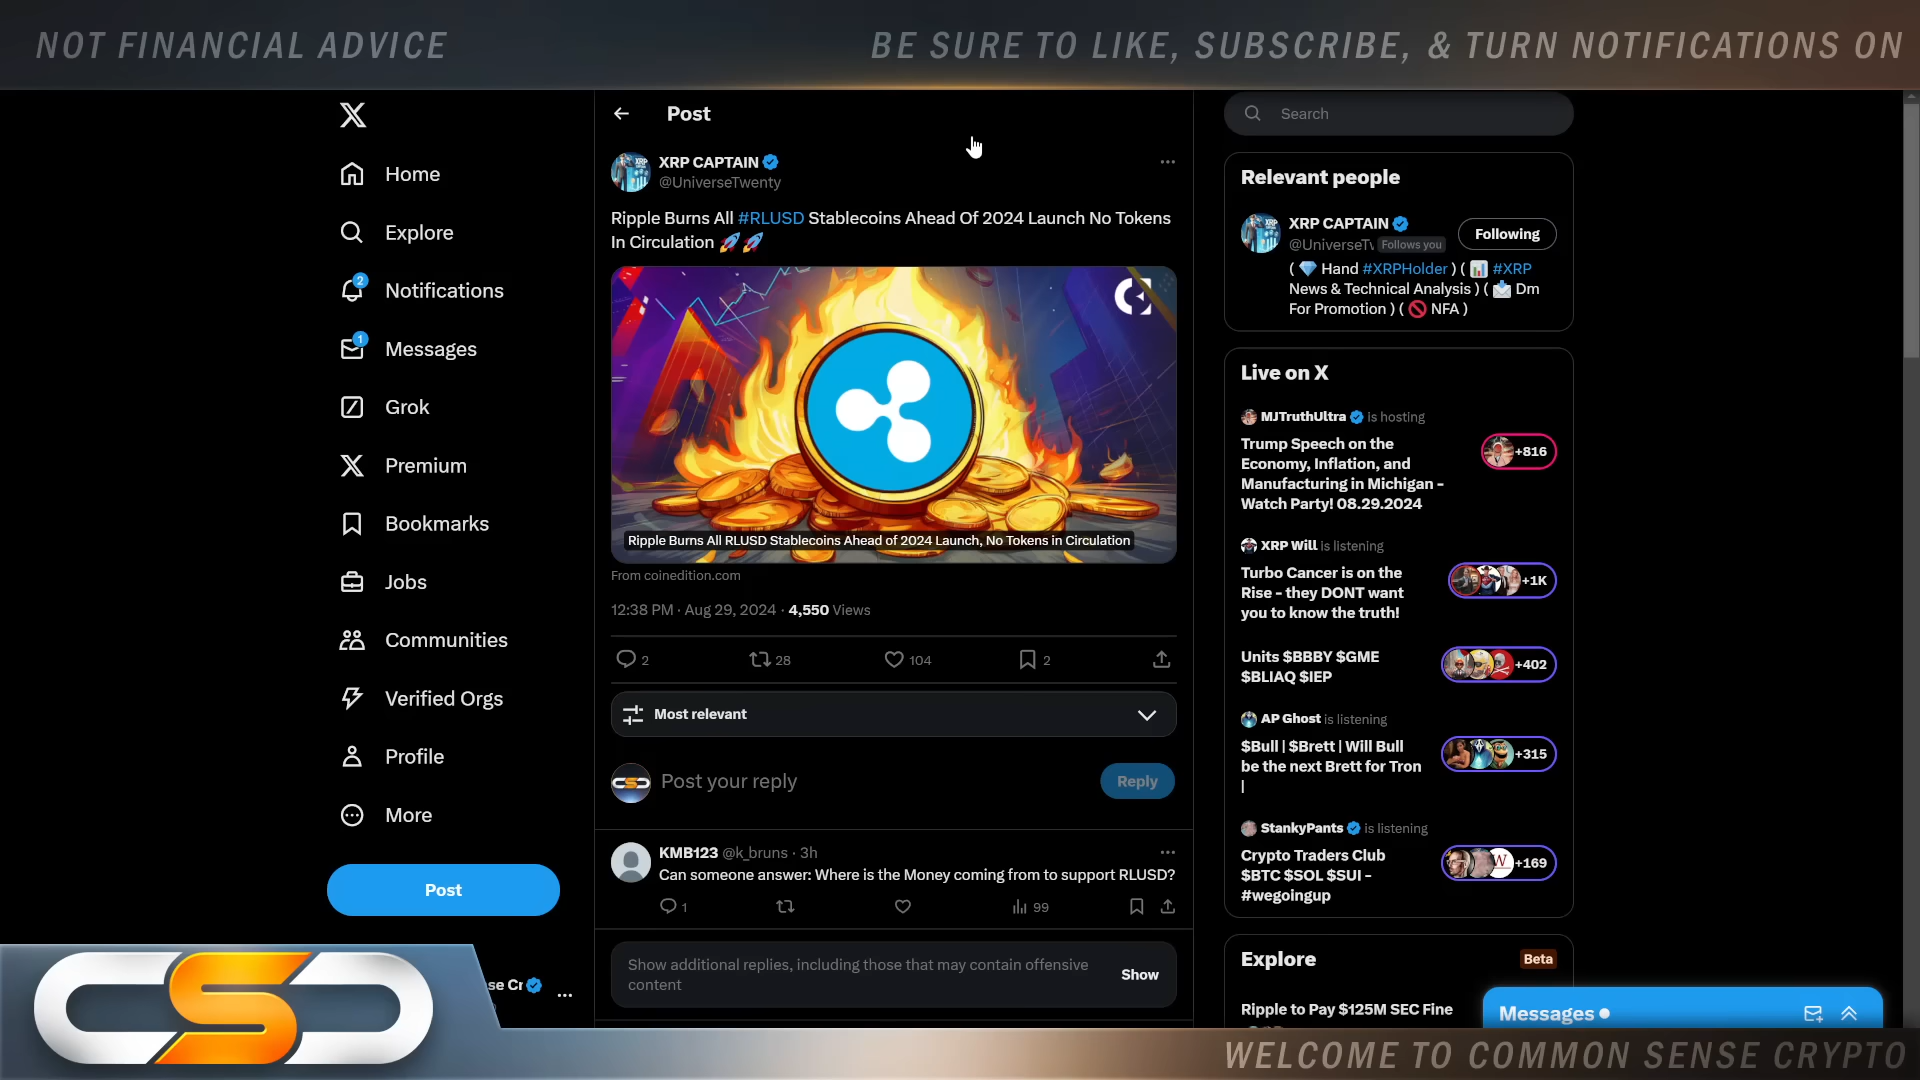 NOT FINANCIAL ADVICE
BE SURE TO LIKE, SUBSCRIBE, & TURN NOTIFICATIONS ON
Home
Explore
2
Notifications
1
Messages
Grok
Premium
Bookmarks
Jobs
Communities
Verified Orgs
Profile
More
Post
se Cr
Post
XRP CAPTAIN
@UniverseTwenty
Ripple Burns All #RLUSD Stablecoins Ahead Of 2024 Launch No Tokens
In Circulation 🚀🚀
Ripple Burns All RLUSD Stablecoins Ahead of 2024 Launch, No Tokens in Circulation
From coinedition.com
12:38 PM · Aug 29, 2024 · 4,550 Views
2 28 104 2
Most relevant
Post your reply
Reply
KMB123 @k_bruns · 3h
Can someone answer: Where is the Money coming from to support RLUSD?
1 99
Show additional replies, including those that may contain offensive
content
Show
Search
Relevant people
XRP CAPTAIN
@UniverseTw Follows you
Following
( 💎 Hand #XRPHolder ) ( 📊 #XRP
News & Technical Analysis ) ( 📩 Dm
For Promotion ) ( 🚫 NFA )
Live on X
MJTruthUltra is hosting
Trump Speech on the
Economy, Inflation, and
Manufacturing in Michigan -
Watch Party! 08.29.2024
+816
XRP Will is listening
Turbo Cancer is on the
Rise - they DONT want
you to know the truth!
+1K
Units $BBBY $GME
$BLIAQ $IEP
+402
AP Ghost is listening
$Bull | $Brett | Will Bull
be the next Brett for Tron
|
+315
StankyPants is listening
Crypto Traders Club
$BTC $SOL $SUI -
#wegoingup
+169
Explore
Beta
Ripple to Pay $125M SEC Fine
Messages
CSC
WELCOME TO COMMON SENSE CRYPTO